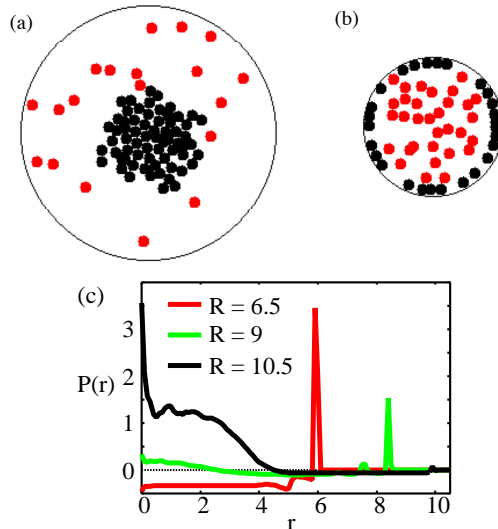 (a)
(b)
(c)
R = 6.5
R = 9
R = 10.5
P(r)
3
2
1
0
0 2 4 6 8 10
r